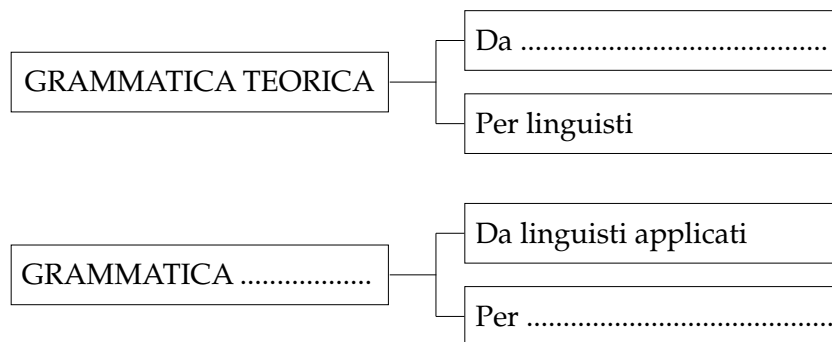 Da ..........................................
GRAMMATICA TEORICA
Per linguisti
Da linguisti applicati
GRAMMATICA ..................
Per ..........................................